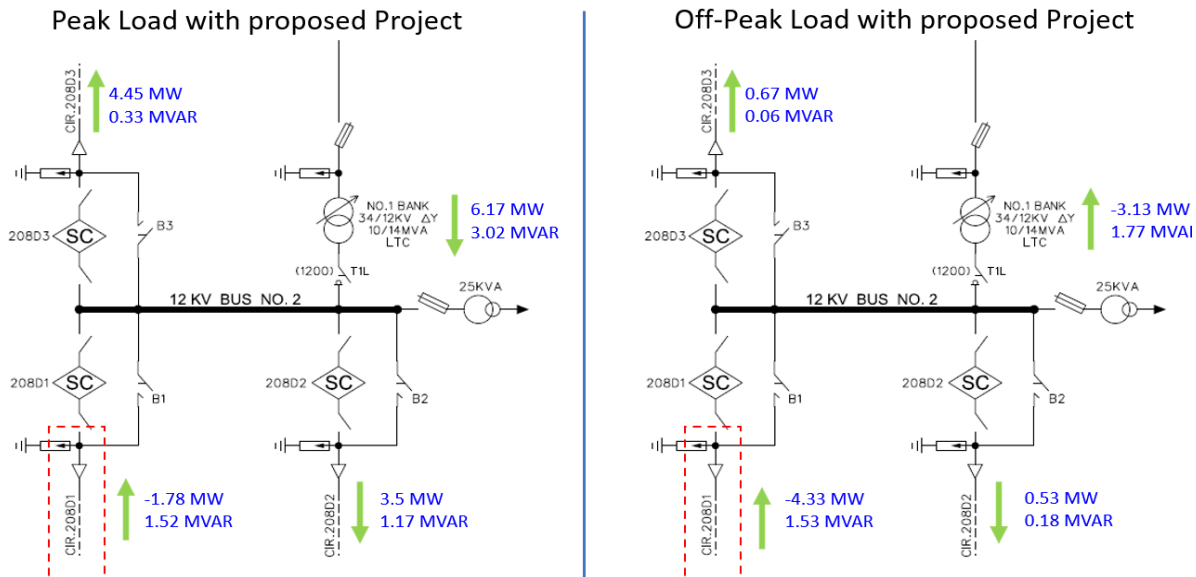 Peak Load with proposed Project
CIR.208D3
4.45 MW
0.33 MVAR
NO.1 BANK
34/12KV ΔY
10/14MVA
LTC
6.17 MW
3.02 MVAR
208D3
SC
B3
(1200)
T1L
25KVA
12 KV BUS NO. 2
208D1
SC
B1
208D2
SC
B2
CIR.208D1
-1.78 MW
1.52 MVAR
CIR.208D2
3.5 MW
1.17 MVAR
Off-Peak Load with proposed Project
CIR.208D3
0.67 MW
0.06 MVAR
NO.1 BANK
34/12KV ΔY
10/14MVA
LTC
-3.13 MW
1.77 MVAR
208D3
SC
B3
(1200)
T1L
25KVA
12 KV BUS NO. 2
208D1
SC
B1
208D2
SC
B2
CIR.208D1
-4.33 MW
1.53 MVAR
CIR.208D2
0.53 MW
0.18 MVAR